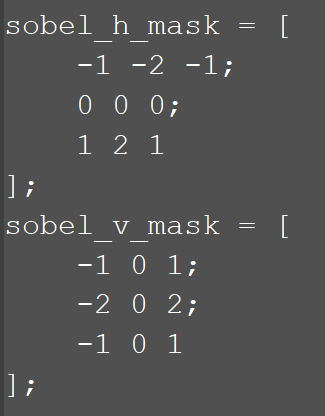 sobel_h_mask = [
    -1 -2 -1;
    0 0 0;
    1 2 1
];
sobel_v_mask = [
    -1 0 1;
    -2 0 2;
    -1 0 1
];